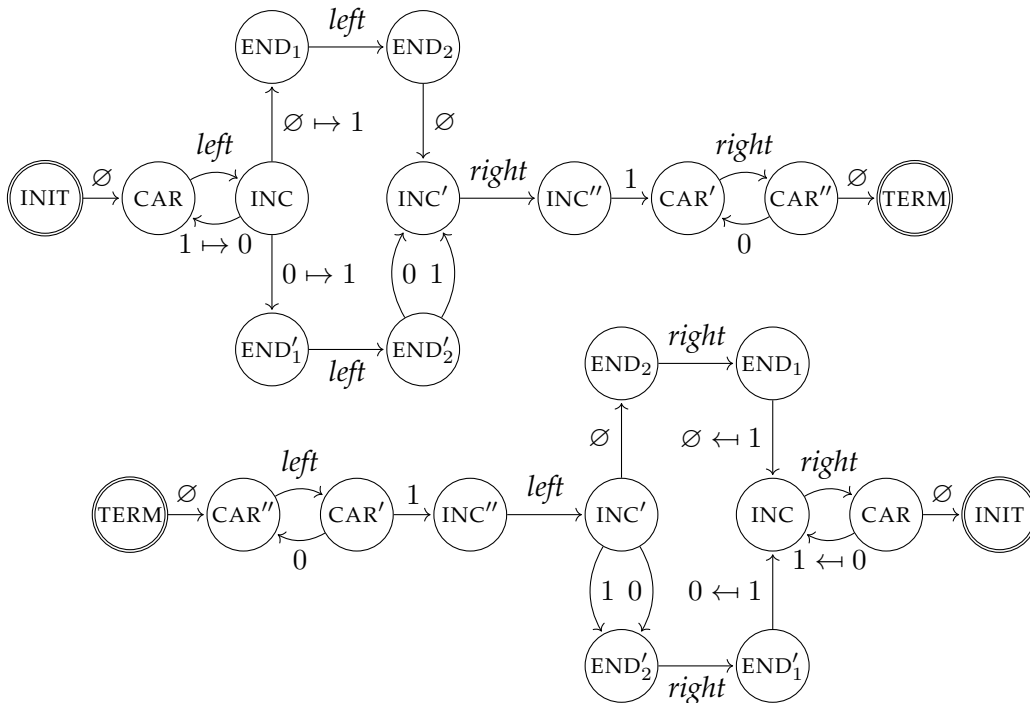 END₁ left END₂
∅ ↦ 1 ∅
left right right
INIT ∅ CAR INC INC′ INC″ 1 CAR′ CAR″ ∅ TERM
1 ↦ 0 0
0 ↦ 1 0 1
END′₁ left END′₂
END₂ right END₁
∅ ∅ ↤ 1
left left right
TERM ∅ CAR″ CAR′ 1 INC″ INC′ INC CAR ∅ INIT
0 1 ↤ 0
1 0 0 ↤ 1
END′₂ right END′₁